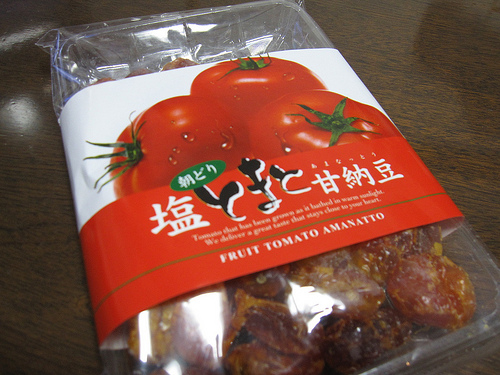 朝どり
あまなっとう
塩とまと甘納豆
Tomato that has been grown as it bathed in warm sunlight.
We deliver a great taste that stays close to your heart.
FRUIT TOMATO AMANATTO